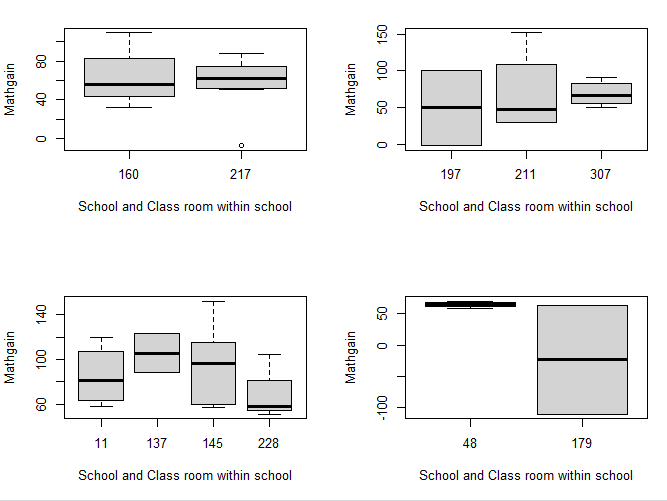 Mathgain
80
40
0
160 217
School and Class room within school
Mathgain
150
100
50
0
197 211 307
School and Class room within school
Mathgain
140
100
60
11 137 145 228
School and Class room within school
Mathgain
50
0
-100
48 179
School and Class room within school